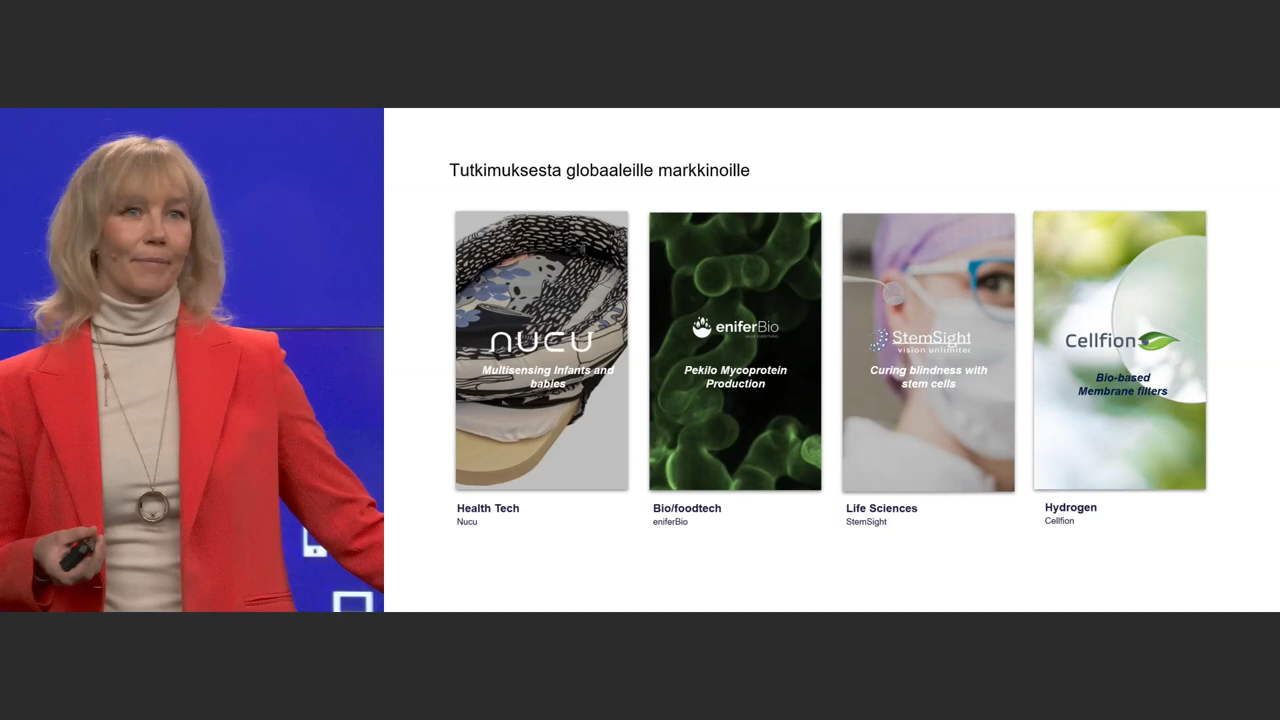 Tutkimuksesta globaaleille markkinoille
nucu
Multisensing Infants and
babies
eniferBio
Pekilo Mycoprotein
Production
StemSight
vision unlimited
Curing blindness with
stem cells
Cellfion
Bio-based
Membrane filters
Health Tech
Nucu
Bio/foodtech
eniferBio
Life Sciences
StemSight
Hydrogen
Cellfion